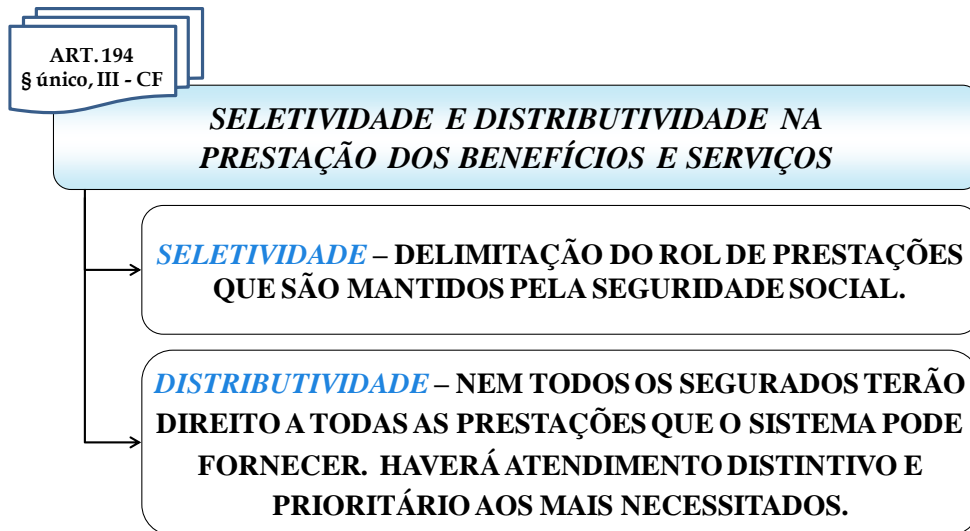 ART. 194
§ único, III - CF
SELETIVIDADE E DISTRIBUTIVIDADE NA
PRESTAÇÃO DOS BENEFÍCIOS E SERVIÇOS
SELETIVIDADE – DELIMITAÇÃO DO ROL DE PRESTAÇÕES
QUE SÃO MANTIDOS PELA SEGURIDADE SOCIAL.
DISTRIBUTIVIDADE – NEM TODOS OS SEGURADOS TERÃO
DIREITO A TODAS AS PRESTAÇÕES QUE O SISTEMA PODE
FORNECER. HAVERÁ ATENDIMENTO DISTINTIVO E
PRIORITÁRIO AOS MAIS NECESSITADOS.